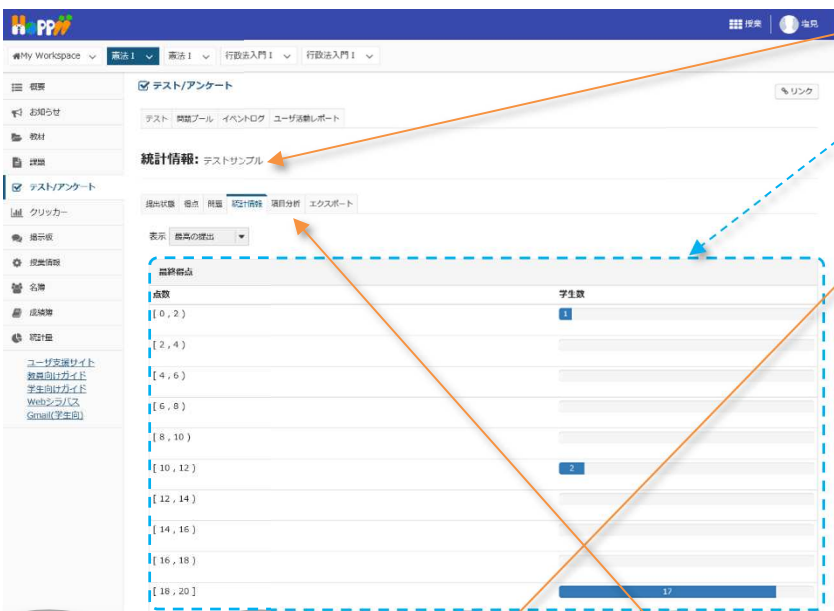 Hoppii
授業
塩見
My Workspace
憲法Ⅰ
憲法Ⅰ
行政法入門Ⅰ
行政法入門Ⅰ
概要
お知らせ
教材
課題
テスト/アンケート
クリッカー
掲示板
授業情報
名簿
成績簿
統計量
ユーザ支援サイト
教員向けガイド
学生向けガイド
Webシラバス
Gmail(学生向)
テスト/アンケート
リンク
テスト 問題プール イベントログ ユーザ活動レポート
統計情報: テストサンプル
提出状態 得点 問題 統計情報 項目分析 エクスポート
表示 最高の提出
最終得点
点数 学生数
[ 0 , 2 ) 1
[ 2 , 4 )
[ 4 , 6 )
[ 6 , 8 )
[ 8 , 10 )
[ 10 , 12 ) 2
[ 12 , 14 )
[ 14 , 16 )
[ 16 , 18 )
[ 18 , 20 ] 17